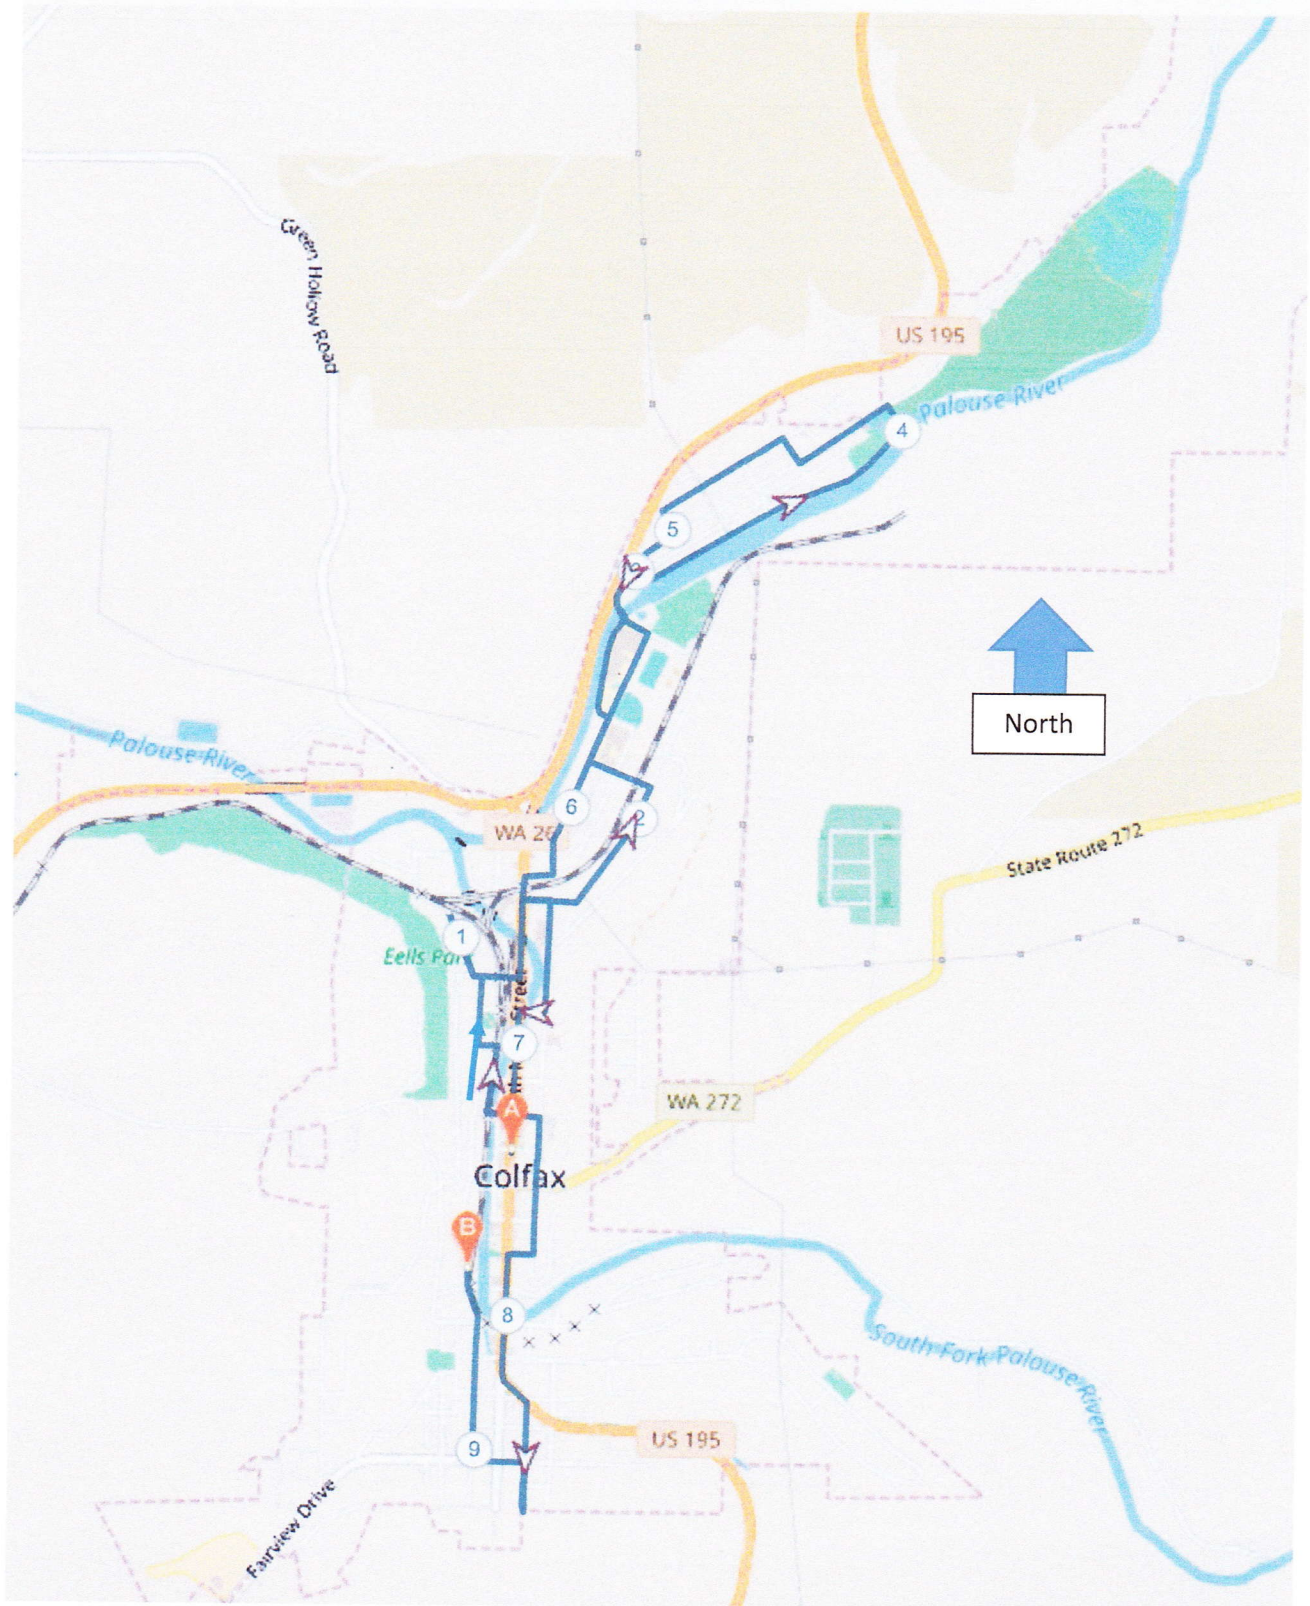 Green Hollow Road
US 195
Palouse River
4
5
North
Palouse River
6
2
WA 26
State Route 272
1
Eells Par
Street
7
WA 272
A
Colfax
B
8
South Fork Palouse River
US 195
9
Fairview Drive